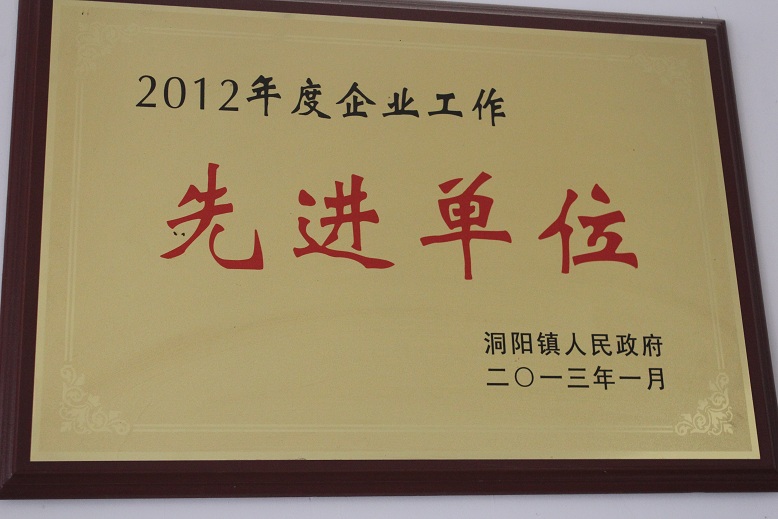 2012年度企业工作
先进单位
洞阳镇人民政府
二〇一三年一月